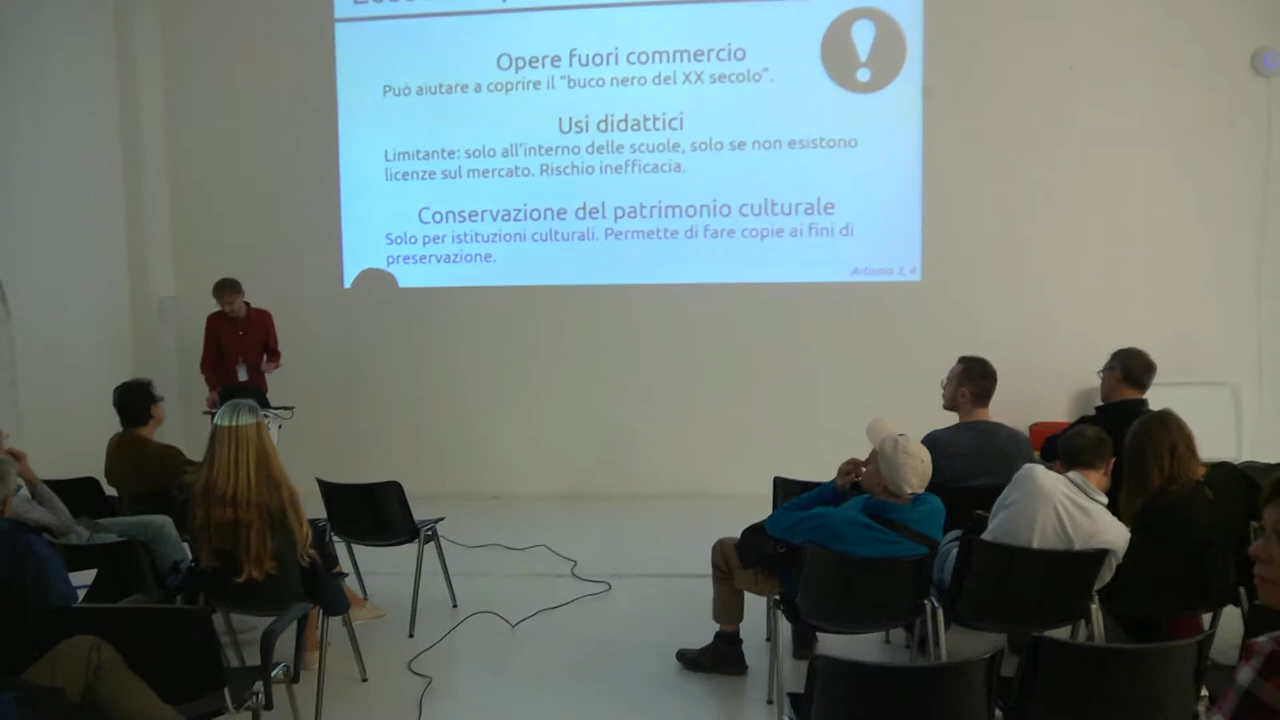 Opere fuori commercio
Può aiutare a coprire il "buco nero del XX secolo".
Usi didattici
Limitante: solo all'interno delle scuole, solo se non esistono
licenze sul mercato. Rischio inefficacia.
Conservazione del patrimonio culturale
Solo per istituzioni culturali. Permette di fare copie ai fini di
preservazione.
Articolo 3, 4